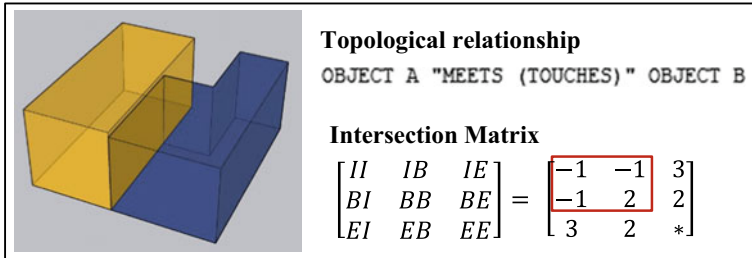 Topological relationship
OBJECT A "MEETS (TOUCHES)" OBJECT B
Intersection Matrix
[II IB IE] [−1 −1 3]
[BI BB BE] = [−1 2 2]
[EI EB EE] [3 2 *]